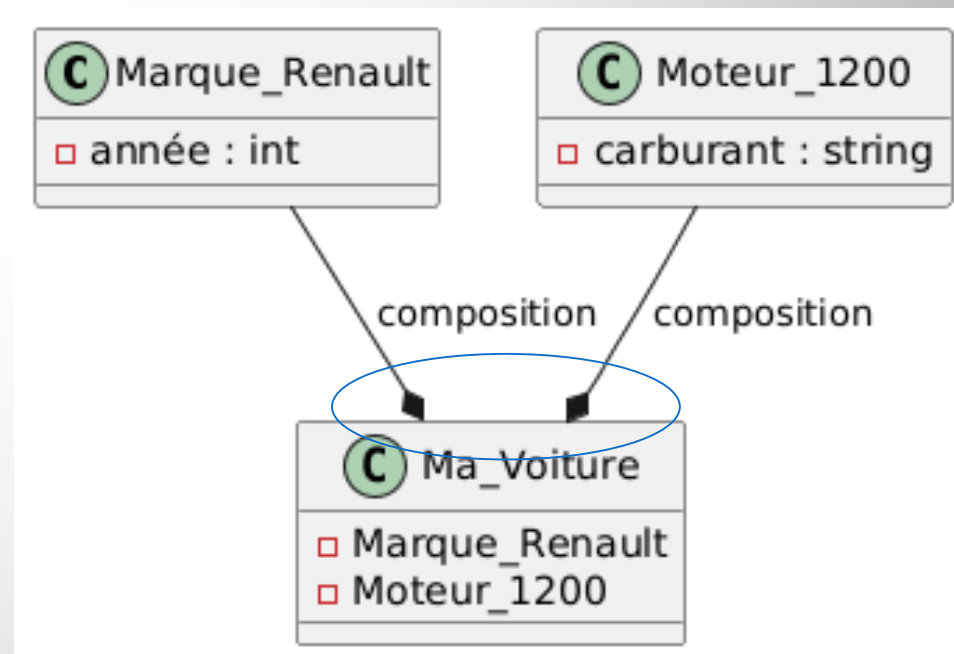 C Marque_Renault
année : int
C Moteur_1200
carburant : string
composition
composition
C Ma_Voiture
Marque_Renault
Moteur_1200